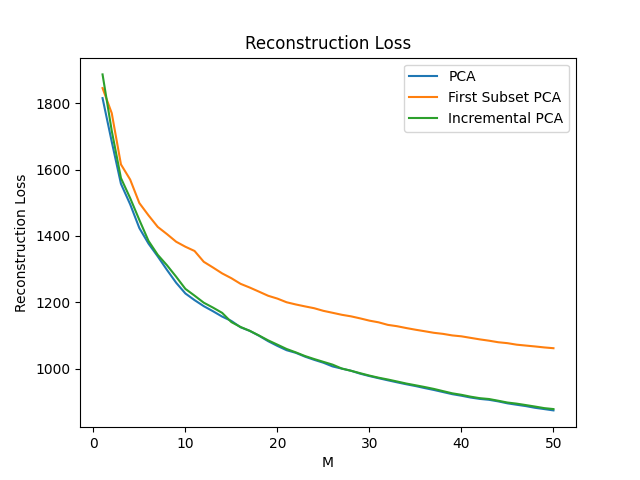 Reconstruction Loss
PCA
First Subset PCA
Incremental PCA
Reconstruction Loss
1800
1600
1400
1200
1000
0 10 20 30 40 50
M